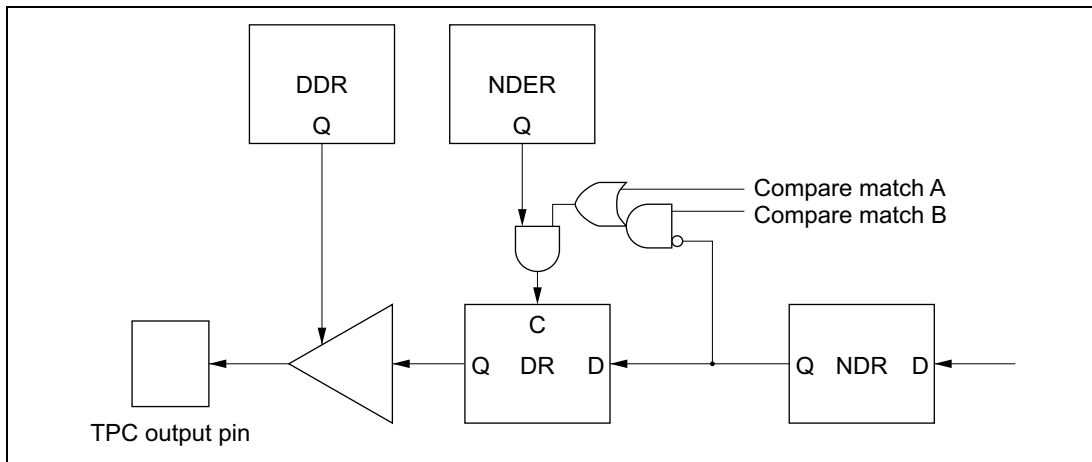 DDR
Q
NDER
Q
Compare match A
Compare match B
C
Q DR D
Q NDR D
TPC output pin